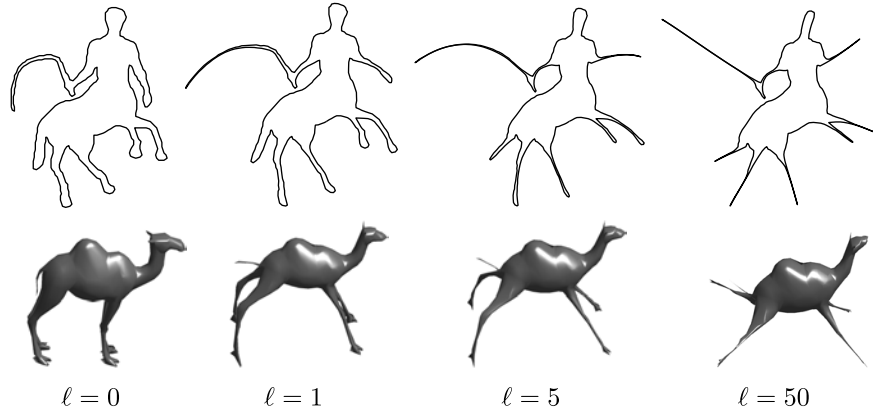 ℓ = 0 ℓ = 1 ℓ = 5 ℓ = 50